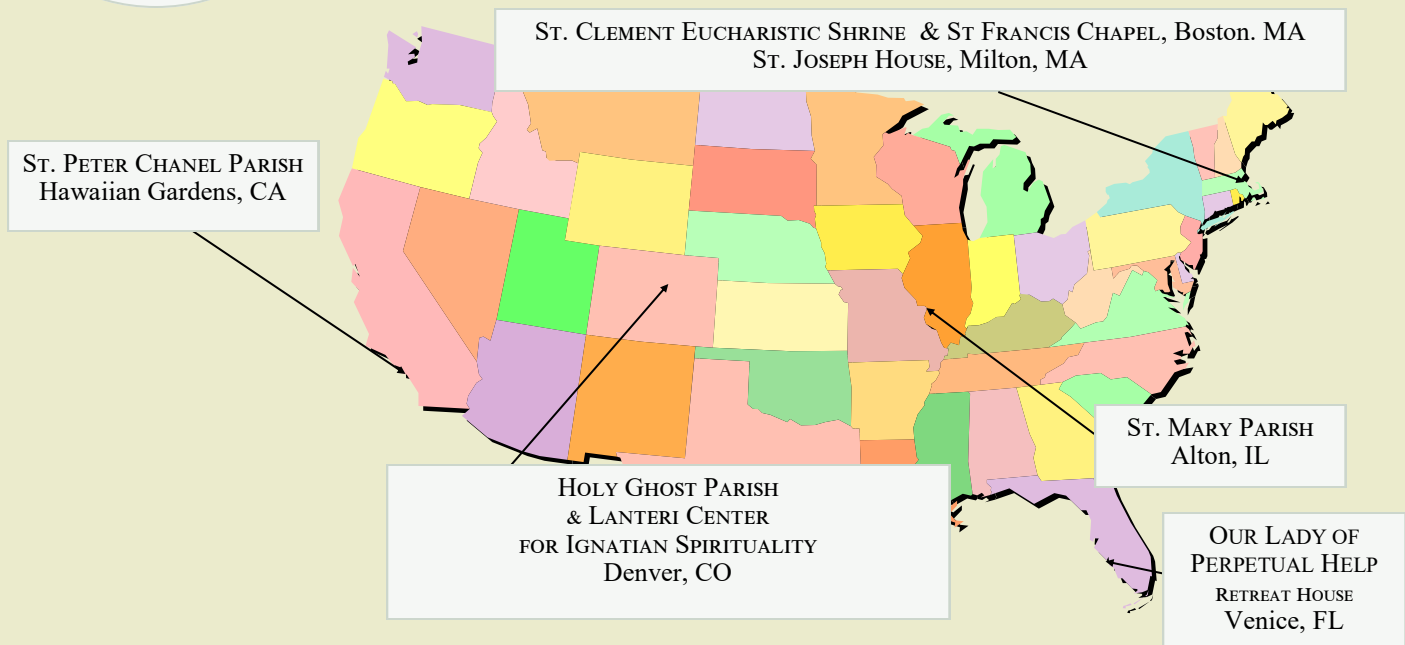 St. Clement Eucharistic Shrine & St Francis Chapel, Boston. MA
St. Joseph House, Milton, MA
St. Peter Chanel Parish
Hawaiian Gardens, CA
St. Mary Parish
Alton, IL
Holy Ghost Parish
& Lanteri Center
for Ignatian Spirituality
Denver, CO
Our Lady of
Perpetual Help
Retreat House
Venice, FL